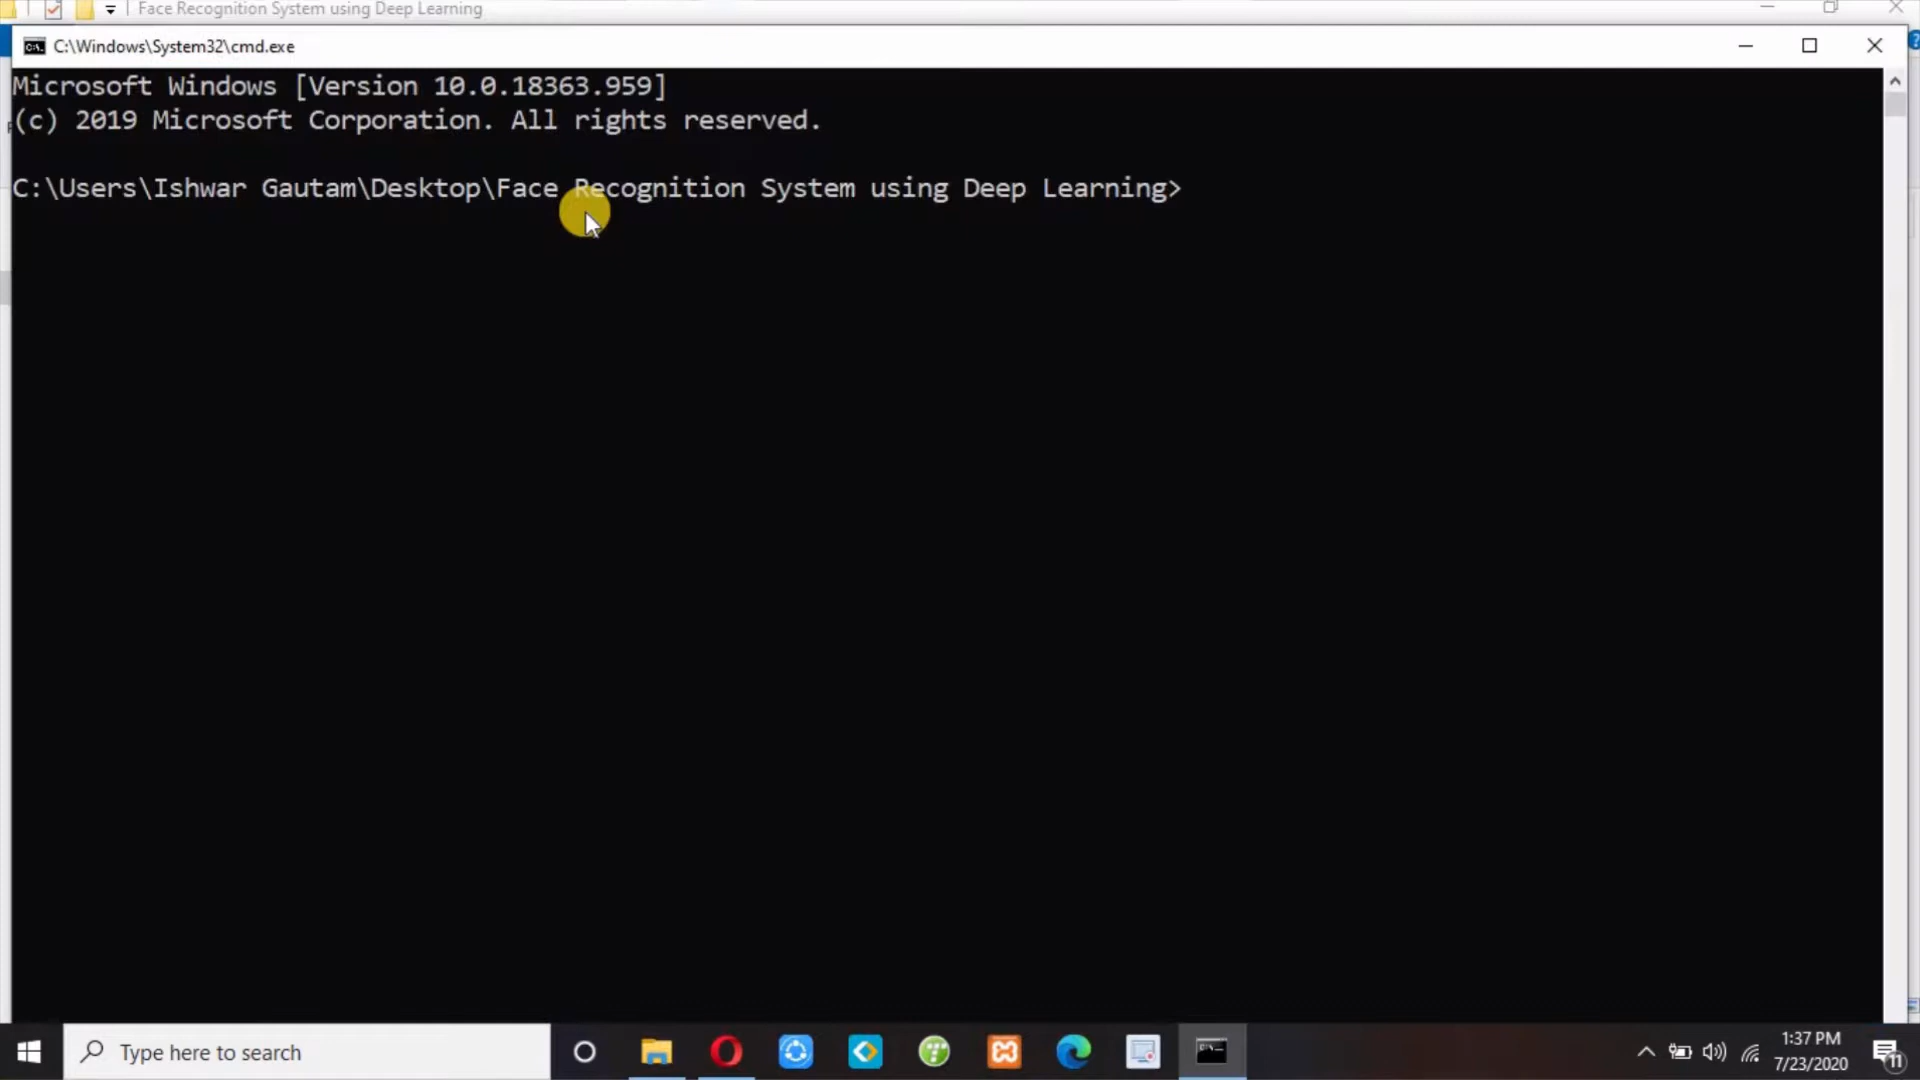 Face Recognition System using Deep Learning
C:\Windows\System32\cmd.exe
Microsoft Windows [Version 10.0.18363.959]
(c) 2019 Microsoft Corporation. All rights reserved.
C:\Users\Ishwar Gautam\Desktop\Face Recognition System using Deep Learning>
Type here to search
1:37 PM
7/23/2020
11